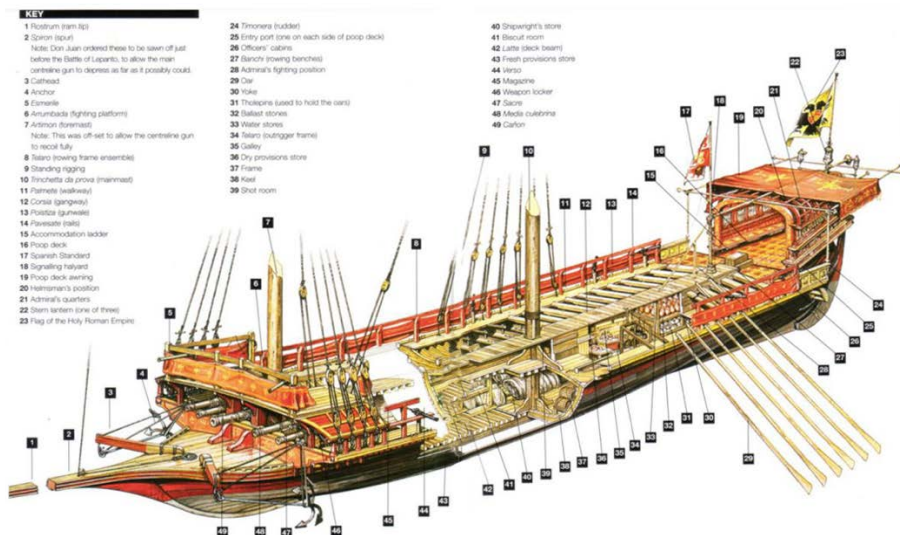 KEY
1 Rostrum (ram tip)
2 Spiron (spur)
Note: Don Juan ordered these to be sawn off just
before the Battle of Lepanto, to allow the main
centreline gun to depress as far as it possibly could.
3 Cathead
4 Anchor
5 Esmerile
6 Arrumbada (fighting platform)
7 Artimon (foremast)
Note: This was off-set to allow the centreline gun
to recoil fully
8 Telaro (rowing frame ensemble)
9 Standing rigging
10 Trinchetta da prova (mainmast)
11 Palmete (walkway)
12 Corsia (gangway)
13 Poistiza (gunwale)
14 Pavesate (rails)
15 Accommodation ladder
16 Poop deck
17 Spanish Standard
18 Signalling halyard
19 Poop deck awning
20 Helmsman's position
21 Admiral's quarters
22 Stern lantern (one of three)
23 Flag of the Holy Roman Empire
24 Timonera (rudder)
25 Entry port (one on each side of poop deck)
26 Officers' cabins
27 Banchi (rowing benches)
28 Admiral's fighting position
29 Oar
30 Yoke
31 Tholepins (used to hold the oars)
32 Ballast stones
33 Water stores
34 Telaro (outrigger frame)
35 Galley
36 Dry provisions store
37 Frame
38 Keel
39 Shot room
40 Shipwright's store
41 Biscuit room
42 Latte (deck beam)
43 Fresh provisions store
44 Verso
45 Magazine
46 Weapon locker
47 Sacre
48 Media culebrina
49 Cañon
23
22
21
20
19
18
17
16
15
14
13
12
11
10
9
8
7
6
5
4
3
2
1
24
25
26
27
28
29
30
31
32
33
34
35
36
37
38
39
40
41
42
43
44
45
46
47
48
49